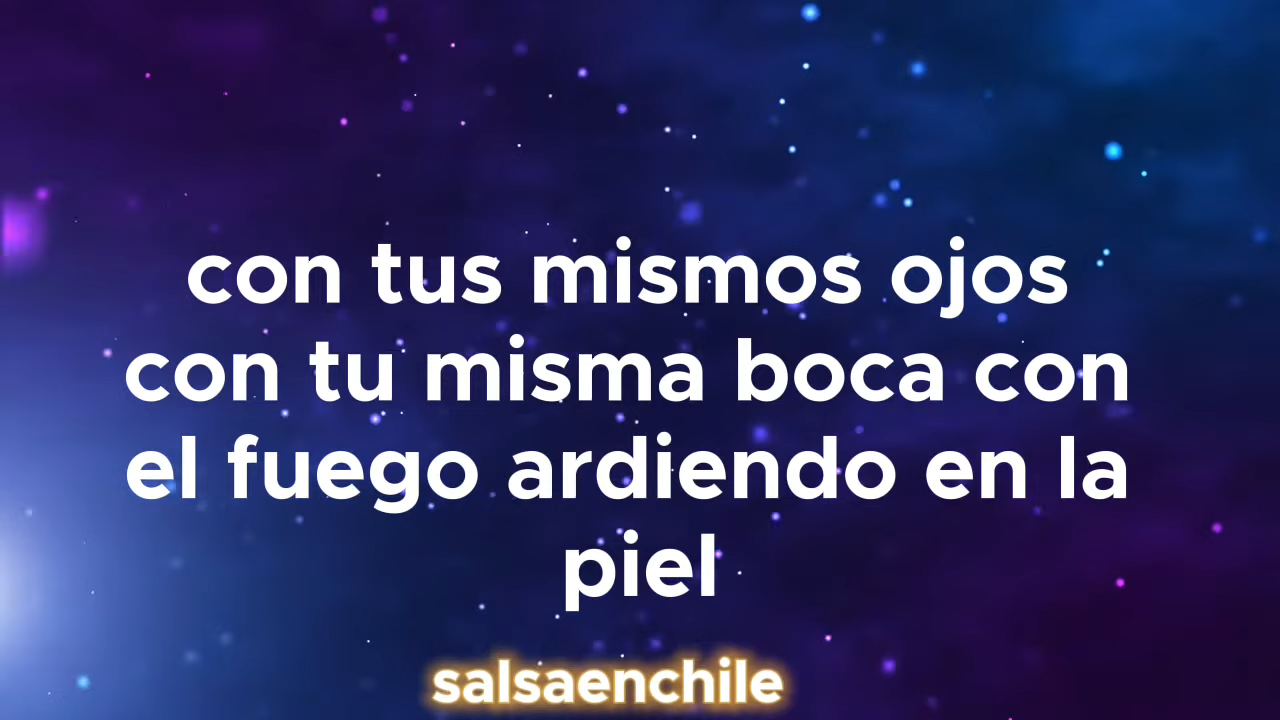 con tus mismos ojos
con tu misma boca con
el fuego ardiendo en la
piel
salsaenchile